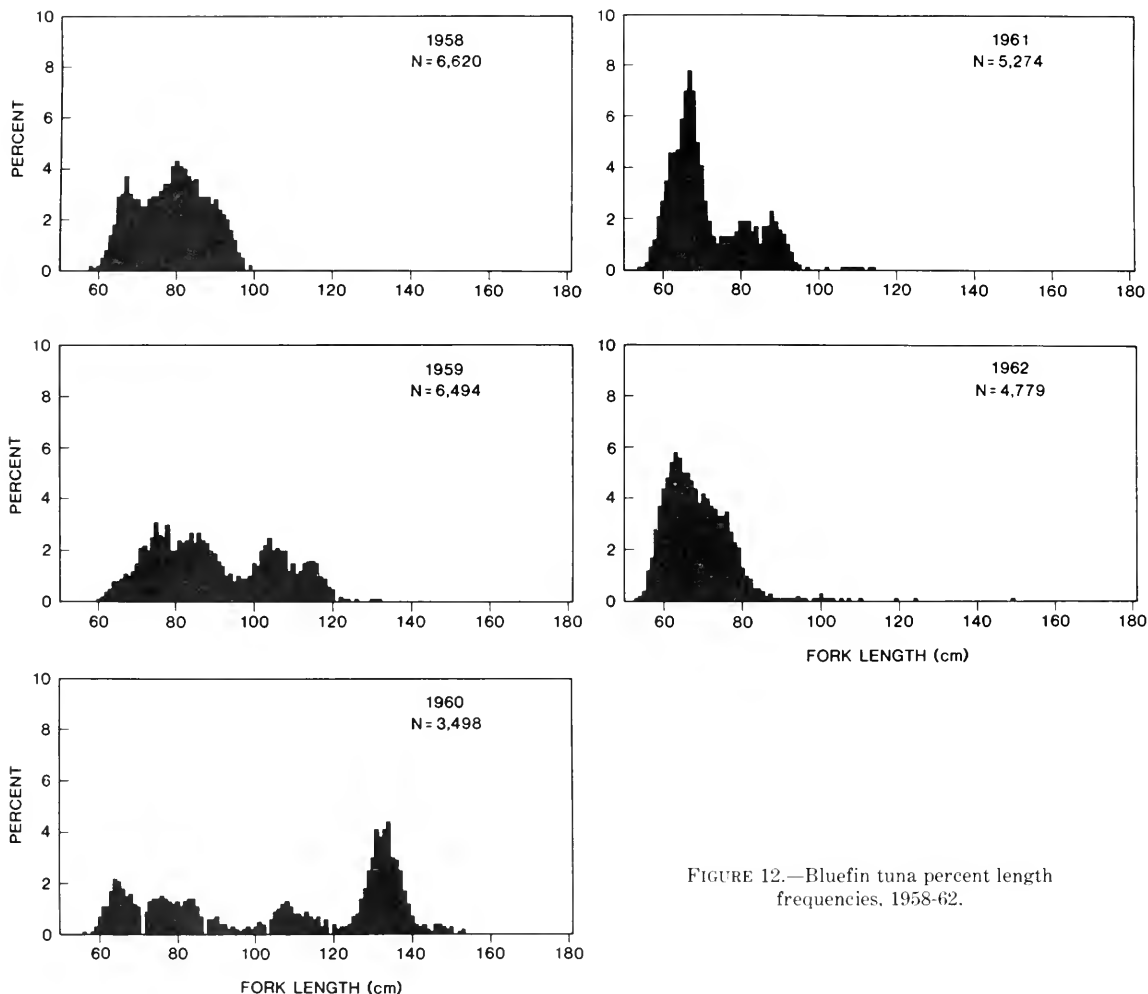 10
8
6
4
2
0
PERCENT
1958
N = 6,620
60 80 100 120 140 160 180
10
8
6
4
2
0
1961
N = 5,274
60 80 100 120 140 160 180
10
8
6
4
2
0
PERCENT
1959
N = 6,494
60 80 100 120 140 160 180
10
8
6
4
2
0
1962
N = 4,779
60 80 100 120 140 160 180
FORK LENGTH (cm)
10
8
6
4
2
0
PERCENT
1960
N = 3,498
60 80 100 120 140 160 180
FORK LENGTH (cm)
FIGURE 12.—Bluefin tuna percent length
frequencies, 1958-62.